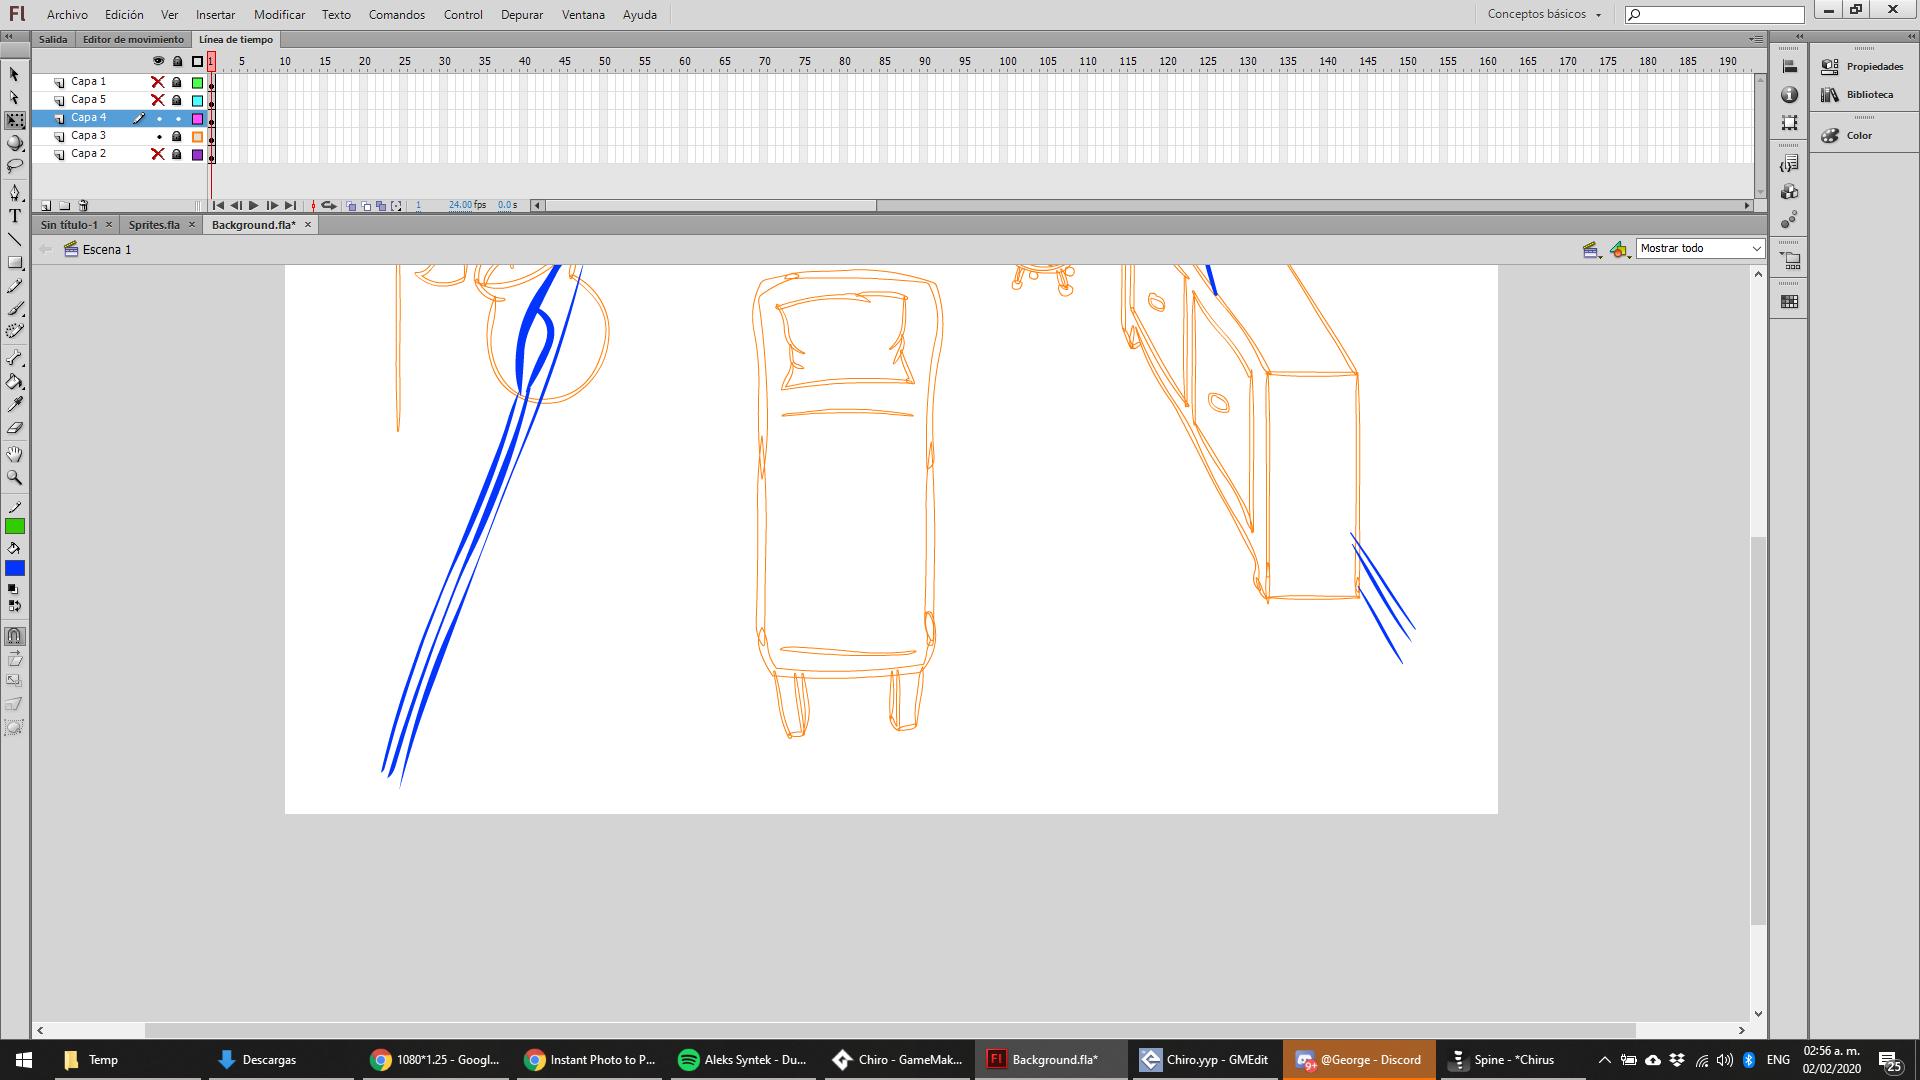 Fl Archivo Edición Ver Insertar Modificar Texto Comandos Control Depurar Ventana Ayuda Conceptos básicos
Salida Editor de movimiento Línea de tiempo
1 5 10 15 20 25 30 35 40 45 50 55 60 65 70 75 80 85 90 95 100 105 110 115 120 125 130 135 140 145 150 155 160 165 170 175 180 185 190
Capa 1
Capa 5
Capa 4
Capa 3
Capa 2
1 24.00 fps 0.0 s
Sin título-1 Sprites.fla Background.fla*
Escena 1 Mostrar todo
Propiedades
Biblioteca
Color
T
Temp Descargas 1080*1.25 - Googl... Instant Photo to P... Aleks Syntek - Du... Chiro - GameMak... Fl Background.fla* Chiro.yyp - GMEdit 9+ @George - Discord Spine - *Chirus ENG 02:56 a. m. 25
02/02/2020